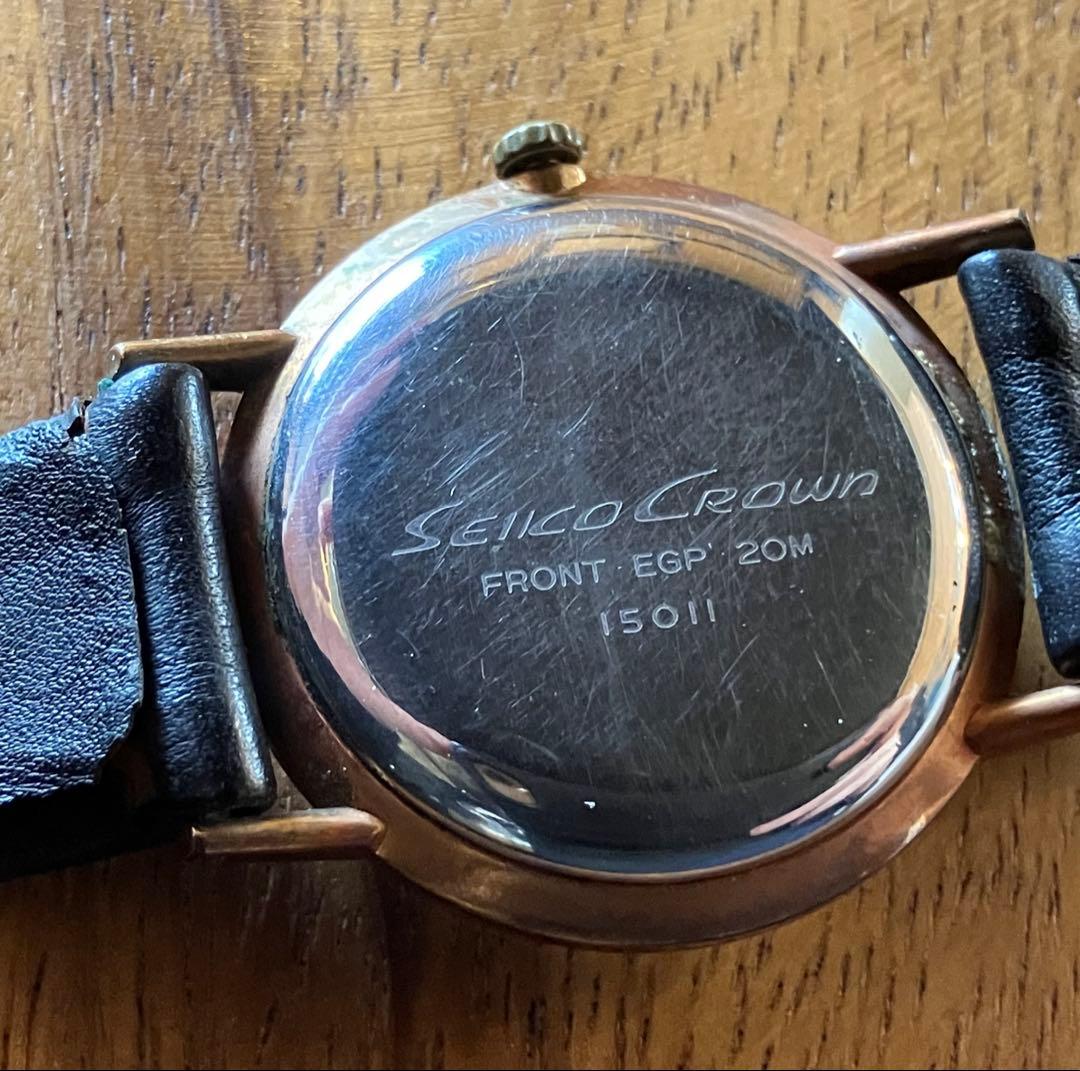 SEIKO CROWN
FRONT EGP 20M
15011